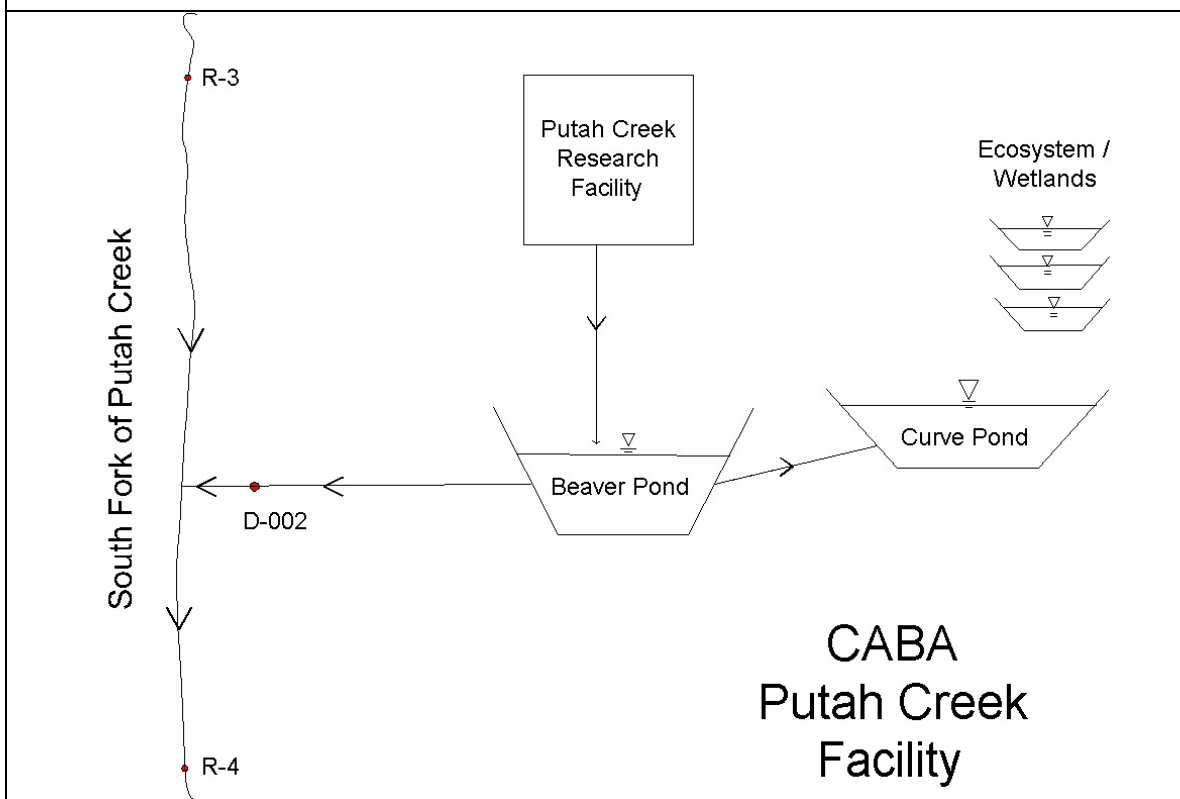 R-3
Putah Creek
Research
Facility
Ecosystem /
Wetlands
South Fork of Putah Creek
Curve Pond
Beaver Pond
D-002
CABA
Putah Creek
Facility
R-4